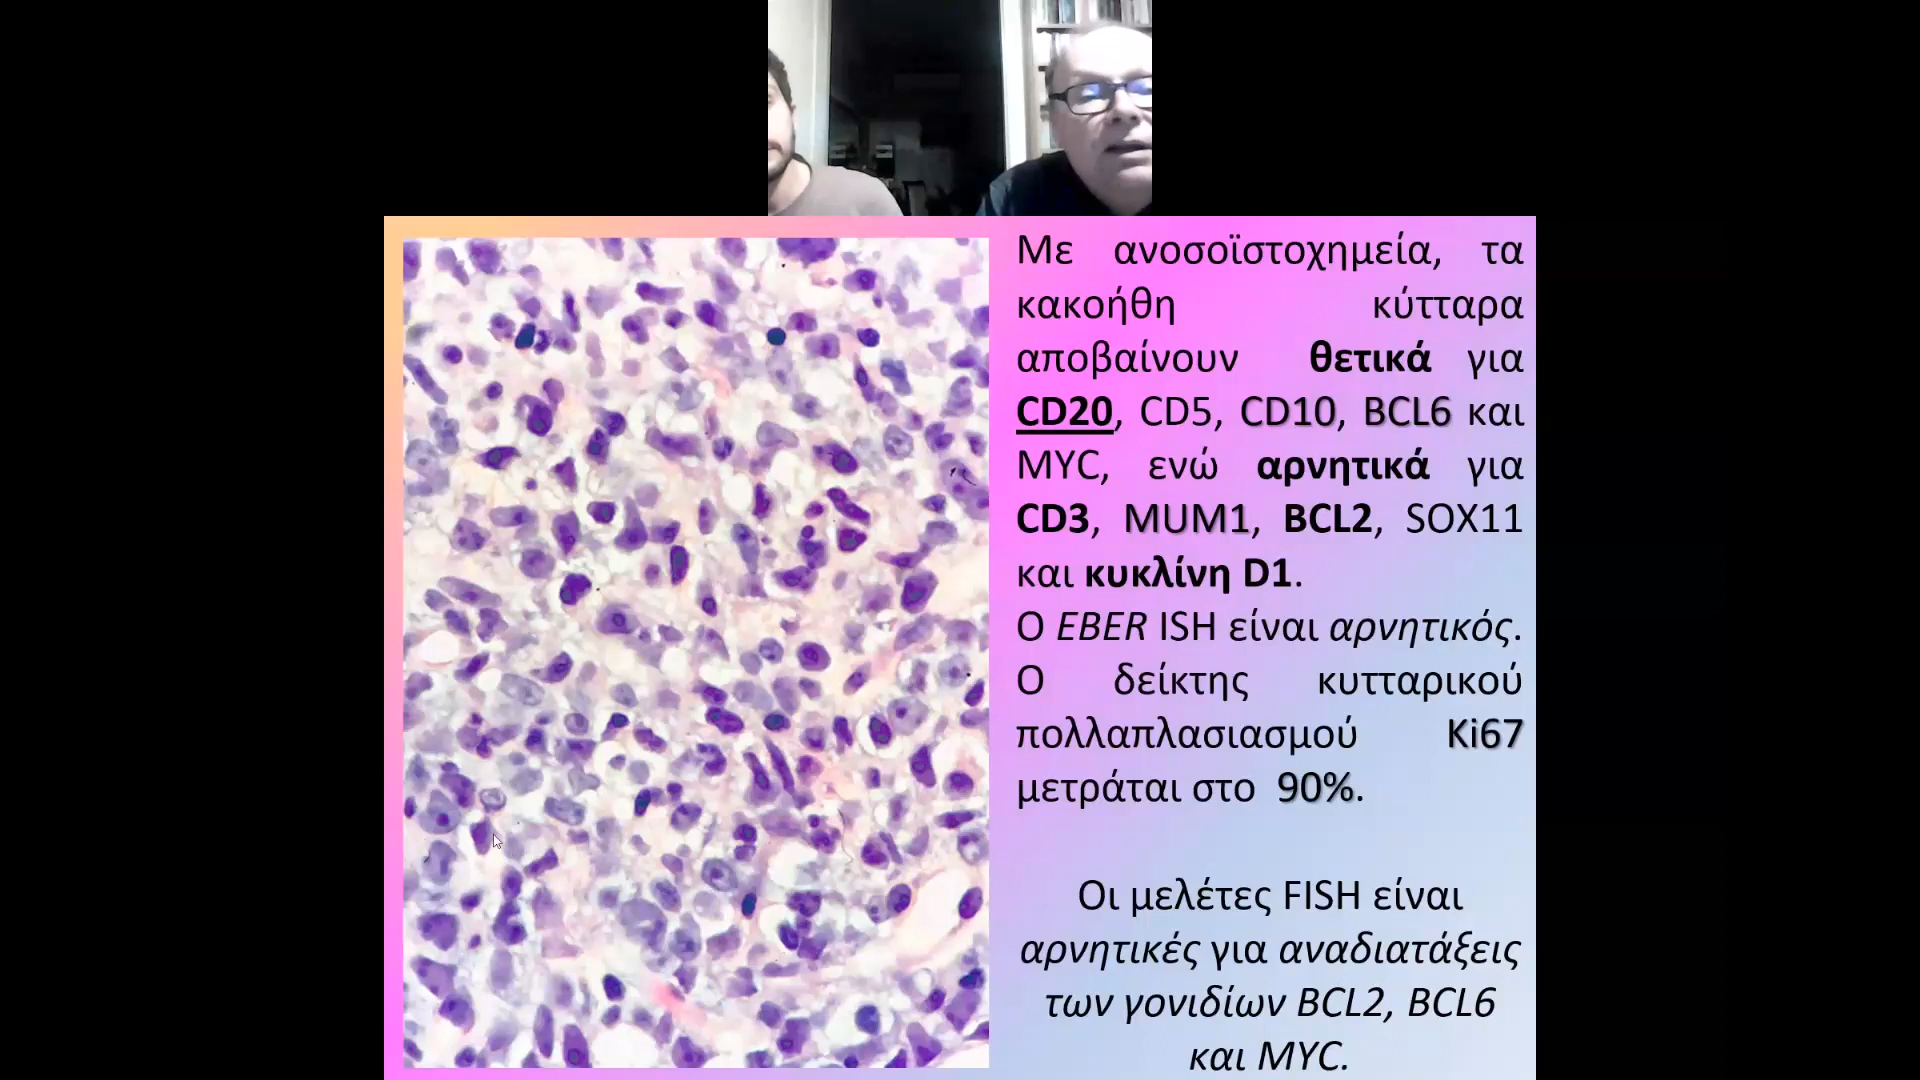 Με ανοσοϊστοχημεία, τα
κακοήθη κύτταρα
αποβαίνουν θετικά για
CD20, CD5, CD10, BCL6 και
MYC, ενώ αρνητικά για
CD3, MUM1, BCL2, SOX11
και κυκλίνη D1.
Ο EBER ISH είναι αρνητικός.
Ο δείκτης κυτταρικού
πολλαπλασιασμού Ki67
μετράται στο 90%.
Οι μελέτες FISH είναι
αρνητικές για αναδιατάξεις
των γονιδίων BCL2, BCL6
και MYC.